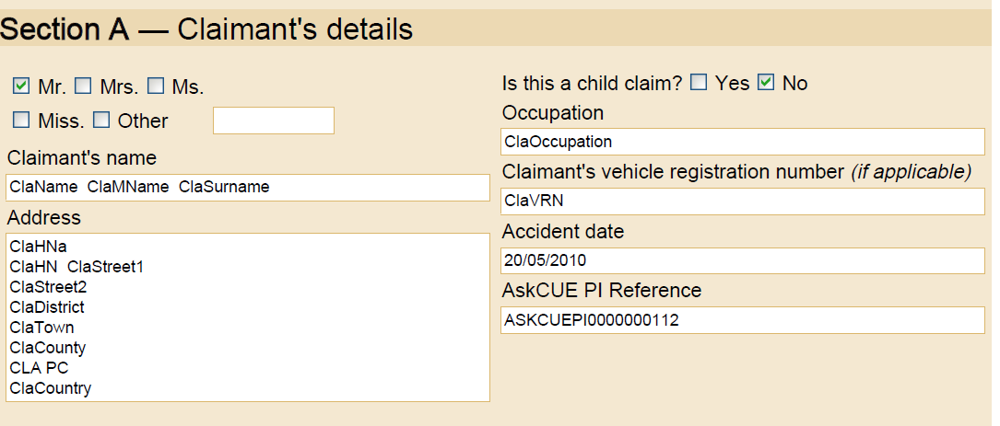 Section A — Claimant's details
Mr. Mrs. Ms.
Miss. Other
Claimant's name
ClaName ClaMName ClaSurname
Address
ClaHNa
ClaHN ClaStreet1
ClaStreet2
ClaDistrict
ClaTown
ClaCounty
CLA PC
ClaCountry
Is this a child claim? Yes No
Occupation
ClaOccupation
Claimant's vehicle registration number (if applicable)
ClaVRN
Accident date
20/05/2010
AskCUE PI Reference
ASKCUEPI0000000112